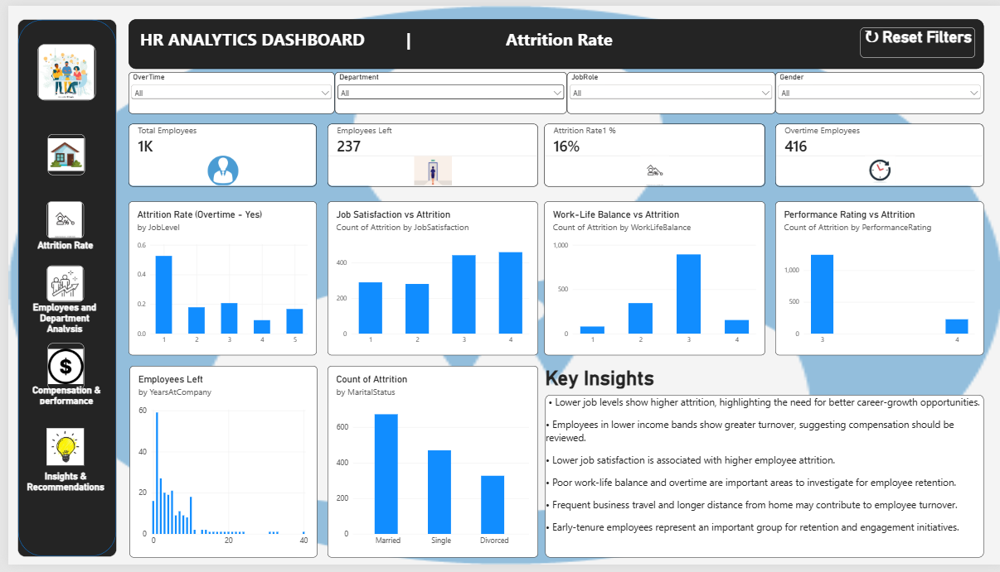 HR ANALYTICS DASHBOARD | Attrition Rate
↻ Reset Filters
OverTime
All
Department
All
JobRole
All
Gender
All
Total Employees
1K
Employees Left
237
Attrition Rate1 %
16%
Overtime Employees
416
Attrition Rate
Employees and
Department
Analysis
$
Compensation &
performance
Insights &
Recommendations
Attrition Rate (Overtime - Yes)
by JobLevel
0.6
0.4
0.2
0.0
1 2 3 4 5
Job Satisfaction vs Attrition
Count of Attrition by JobSatisfaction
400
200
0
1 2 3 4
Work-Life Balance vs Attrition
Count of Attrition by WorkLifeBalance
1,000
500
0
1 2 3 4
Performance Rating vs Attrition
Count of Attrition by PerformanceRating
1,000
500
0
3 4
Employees Left
by YearsAtCompany
60
40
20
0
0 20 40
Count of Attrition
by MaritalStatus
600
400
200
0
Married Single Divorced
Key Insights
• Lower job levels show higher attrition, highlighting the need for better career-growth opportunities.
• Employees in lower income bands show greater turnover, suggesting compensation should be
reviewed.
• Lower job satisfaction is associated with higher employee attrition.
• Poor work-life balance and overtime are important areas to investigate for employee retention.
• Frequent business travel and longer distance from home may contribute to employee turnover.
• Early-tenure employees represent an important group for retention and engagement initiatives.